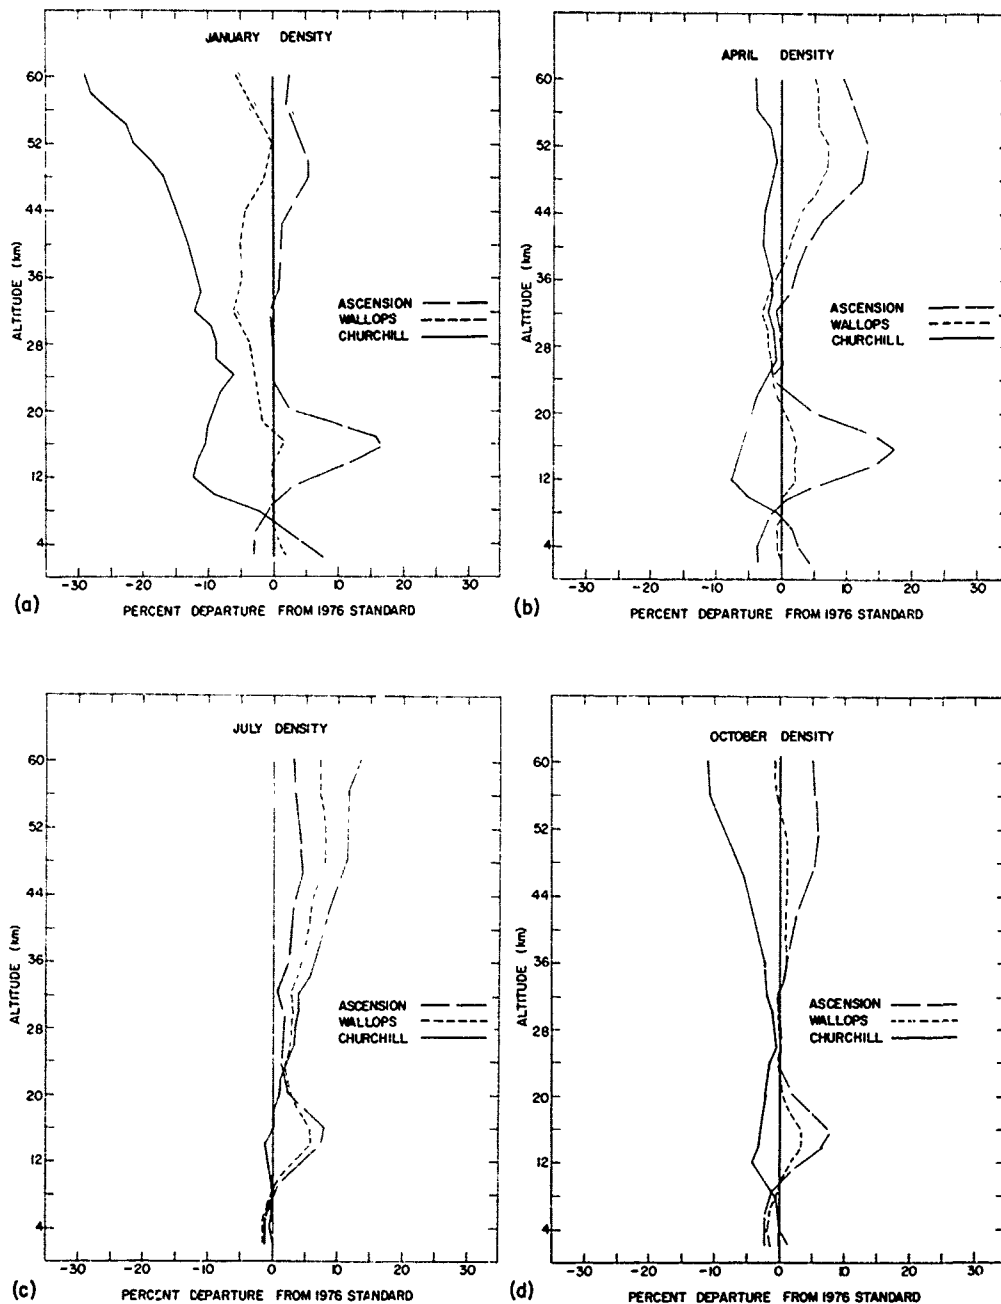 JANUARY DENSITY
60
52
44
36
28
20
12
4
ALTITUDE (km)
ASCENSION
WALLOPS
CHURCHILL
-30 -20 -10 0 10 20 30
(a)
PERCENT DEPARTURE FROM 1976 STANDARD
APRIL DENSITY
60
52
44
36
28
20
12
4
ALTITUDE (km)
ASCENSION
WALLOPS
CHURCHILL
-30 -20 -10 0 10 20 30
(b)
PERCENT DEPARTURE FROM 1976 STANDARD
JULY DENSITY
60
52
44
36
28
20
12
4
ALTITUDE (km)
ASCENSION
WALLOPS
CHURCHILL
-30 -20 -10 0 10 20 30
(c)
PERCENT DEPARTURE FROM 1976 STANDARD
OCTOBER DENSITY
60
52
44
36
28
20
12
4
ALTITUDE (km)
ASCENSION
WALLOPS
CHURCHILL
-30 -20 -10 0 10 20 30
(d)
PERCENT DEPARTURE FROM 1976 STANDARD